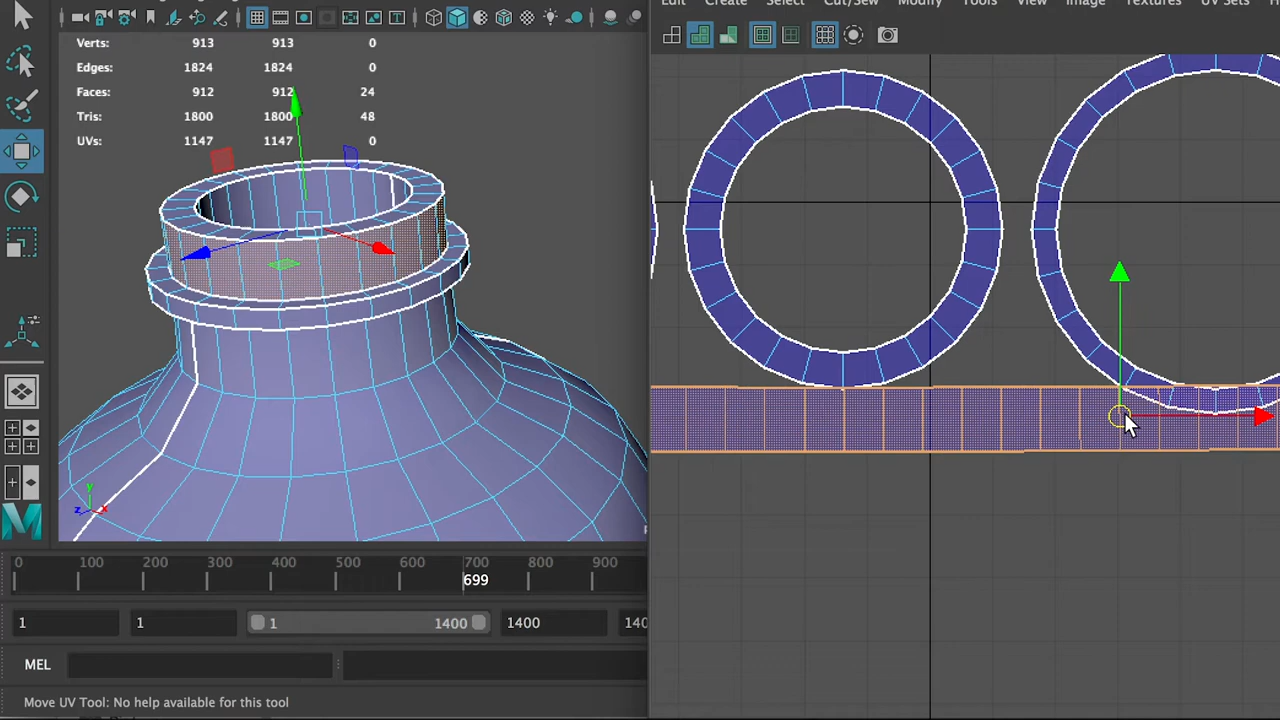 Edit Create Select Cut/Sew Modify Tools View Image Textures UV Sets
Verts: 913 913 0
Edges: 1824 1824 0
Faces: 912 912 24
Tris: 1800 1800 48
UVs: 1147 1147 0
y
z x
0 100 200 300 400 500 600 700 800 900
699
1 1 1 1400 1400 140
MEL
Move UV Tool: No help available for this tool